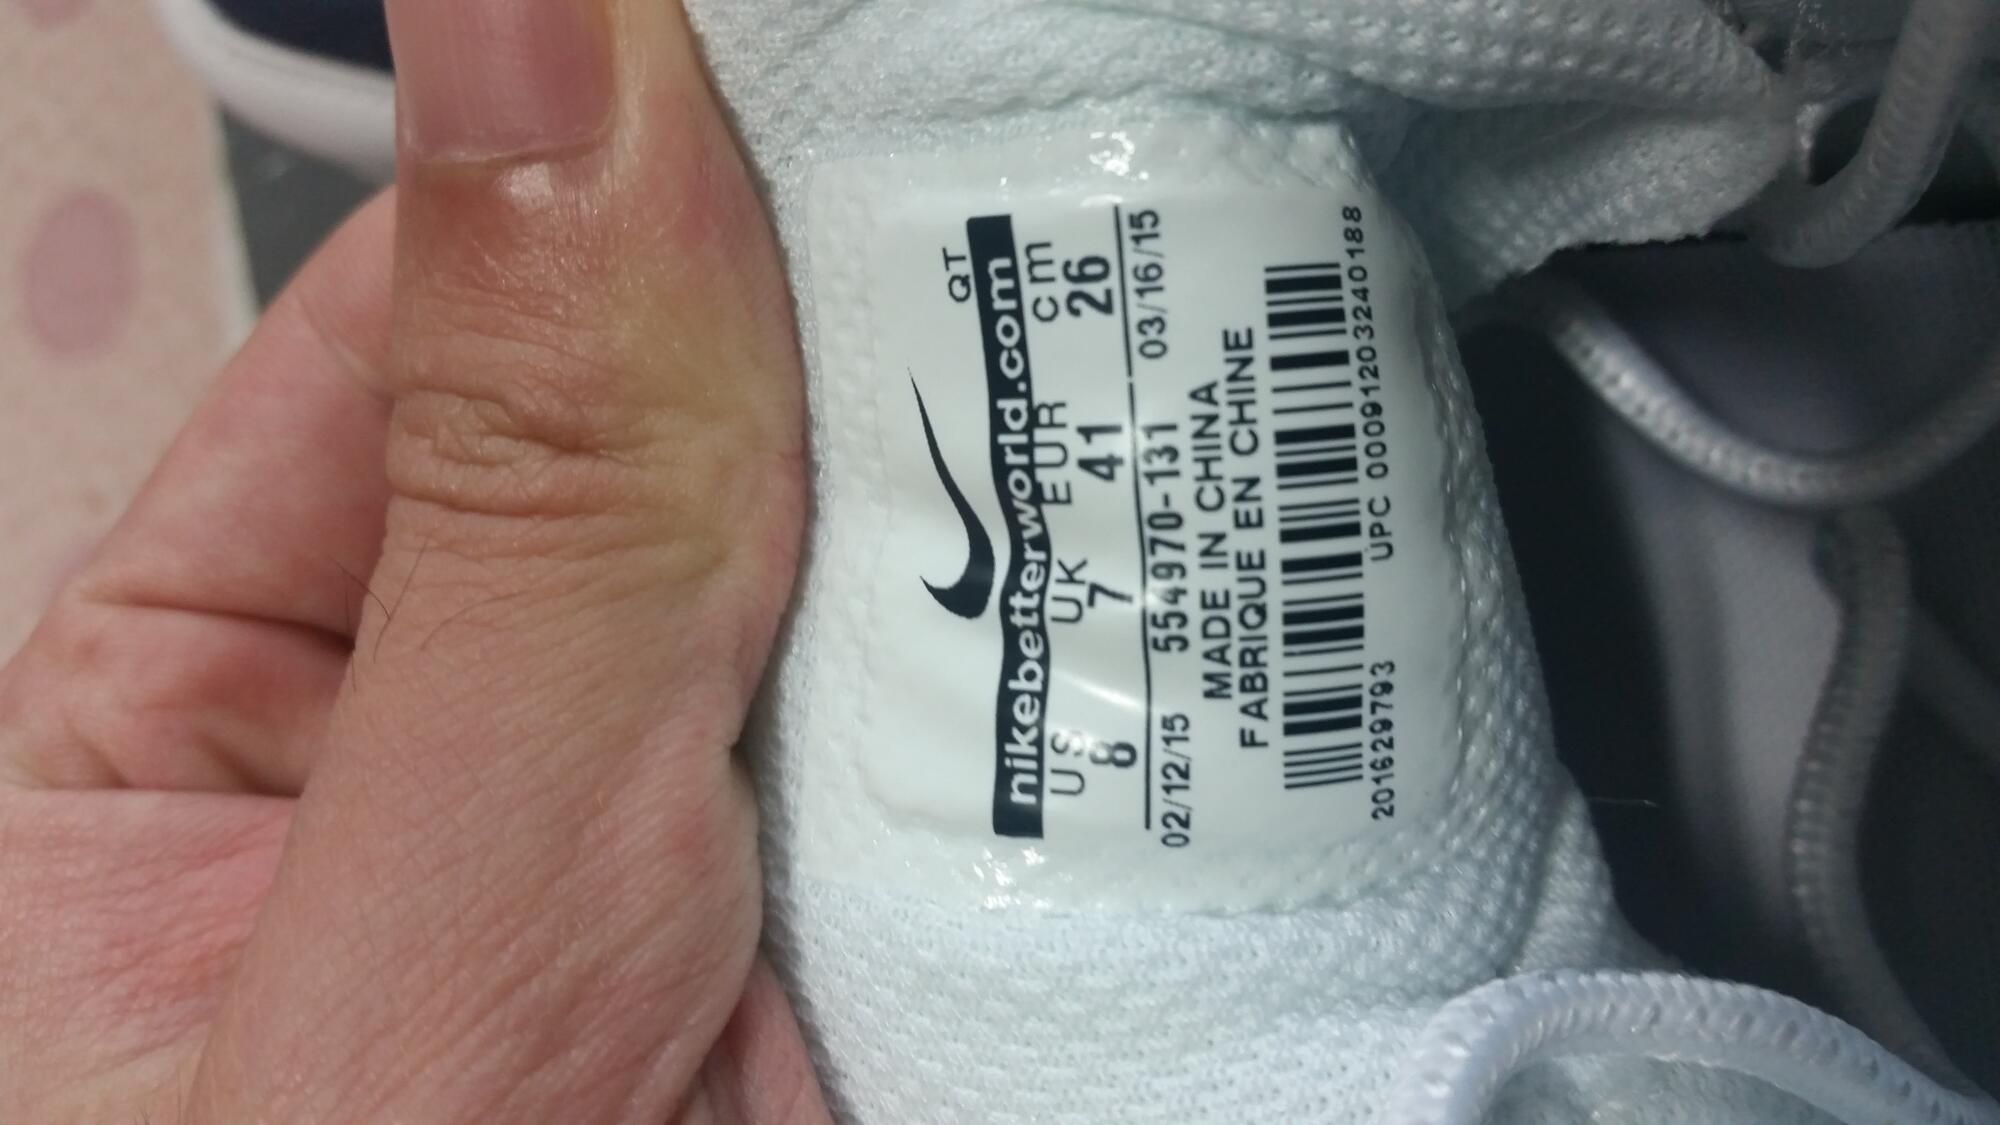 QT
nikebetterworld.com
US UK EUR cm
8 7 41 26
02/12/15 554970-131 03/16/15
MADE IN CHINA
FABRIQUE EN CHINE
201629793 UPC 00091203240188